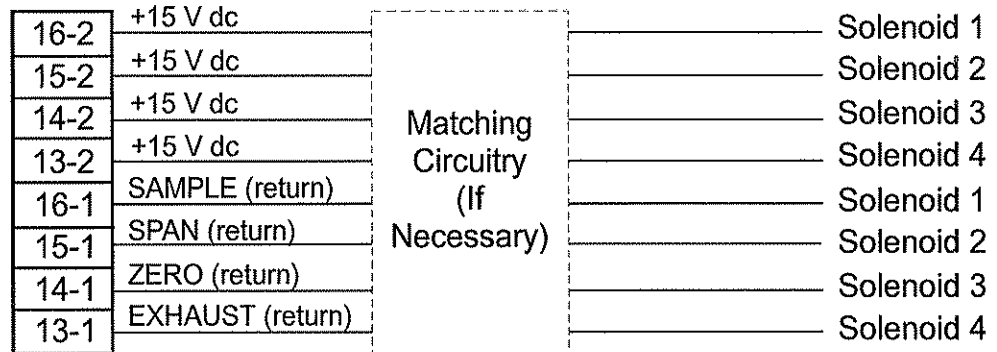 16-2 +15 V dc Solenoid 1
15-2 +15 V dc Solenoid 2
14-2 +15 V dc Solenoid 3
13-2 +15 V dc Solenoid 4
16-1 SAMPLE (return) Solenoid 1
15-1 SPAN (return) Solenoid 2
14-1 ZERO (return) Solenoid 3
13-1 EXHAUST (return) Solenoid 4
Matching
Circuitry
(If
Necessary)